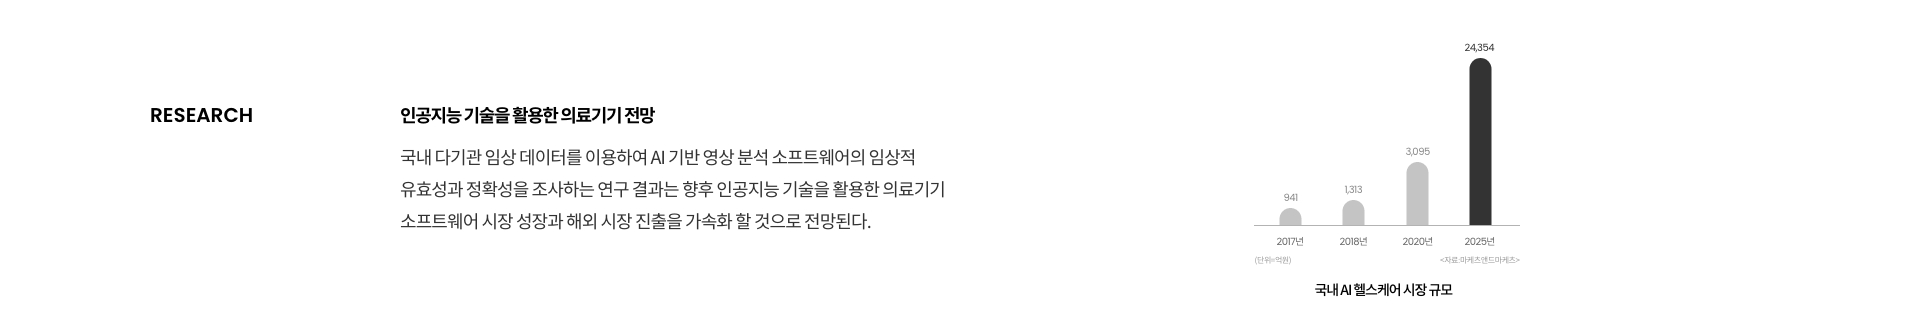 RESEARCH
인공지능 기술을 활용한 의료기기 전망
국내 다기관 임상 데이터를 이용하여 AI 기반 영상 분석 소프트웨어의 임상적
유효성과 정확성을 조사하는 연구 결과는 향후 인공지능 기술을 활용한 의료기기
소프트웨어 시장 성장과 해외 시장 진출을 가속화 할 것으로 전망된다.
24,354
3,095
1,313
941
2017년 2018년 2020년 2025년
(단위=억원) <자료:마케츠앤드마케츠>
국내 AI 헬스케어 시장 규모